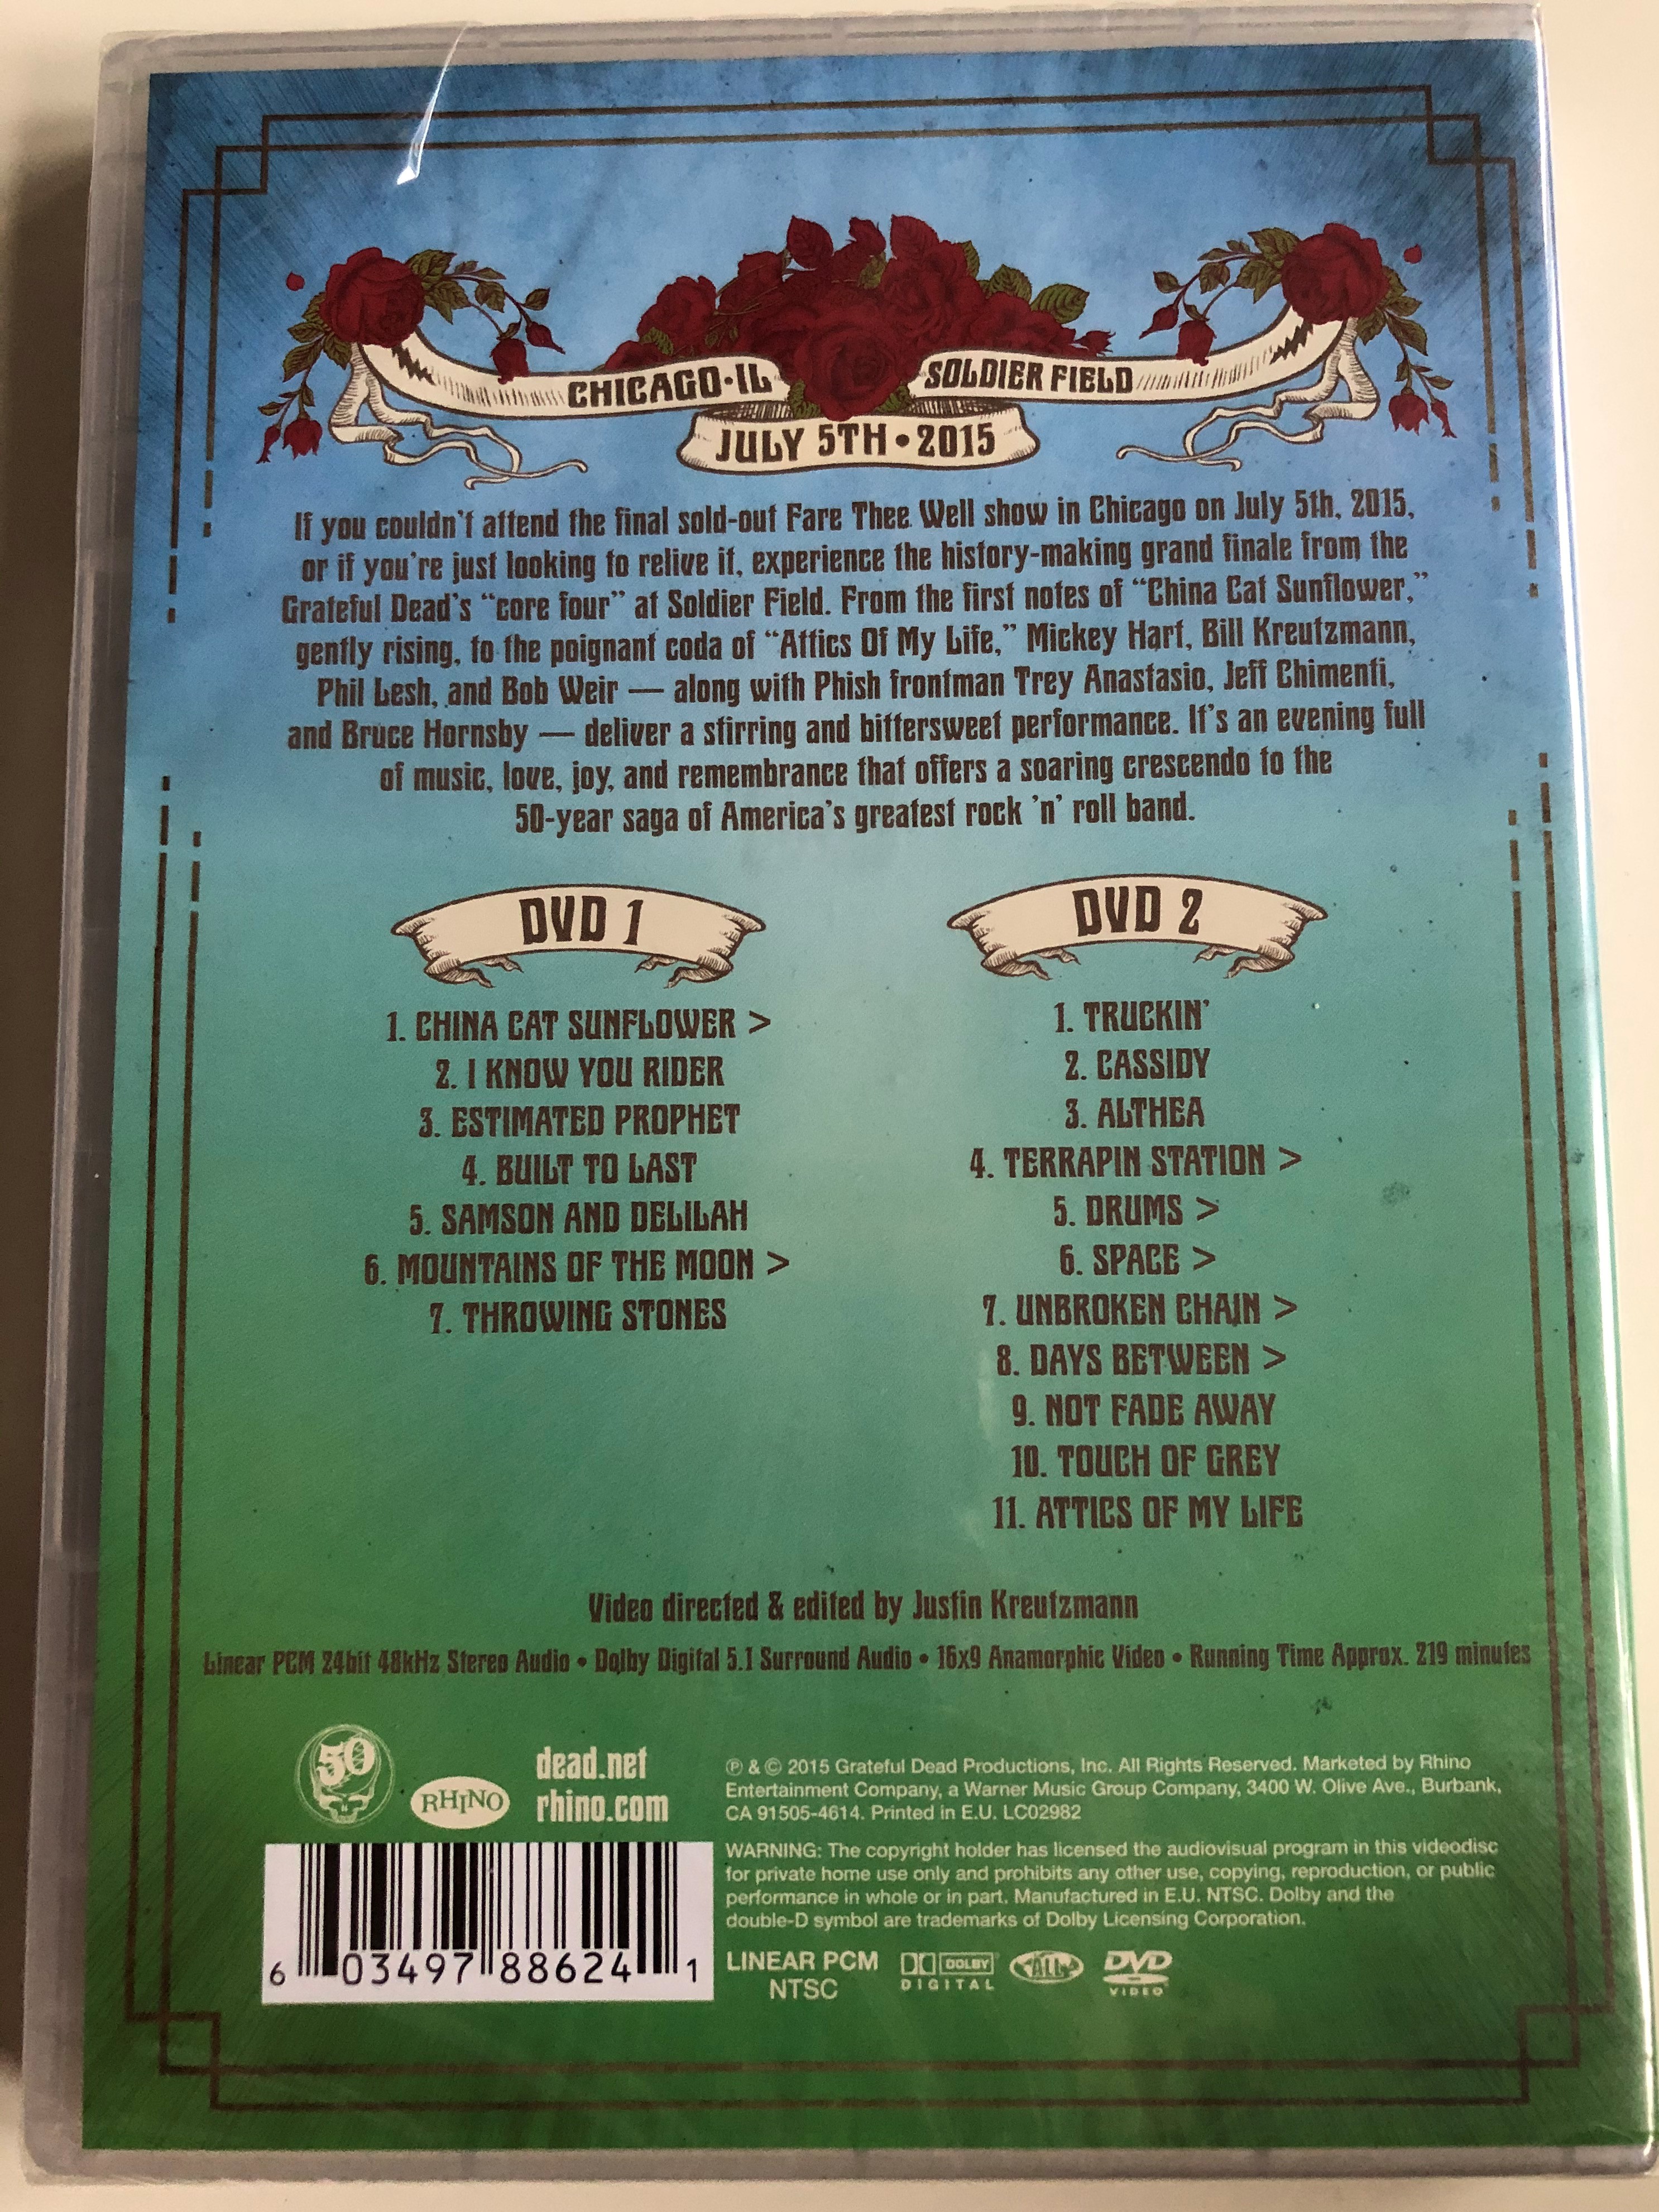 CHICAGO•IL
SOLDIER FIELD
JULY 5TH•2015
If you couldn't attend the final sold-out Fare Thee Well show in Chicago on July 5th, 2015,
or if you're just looking to relive it, experience the history-making grand finale from the
Grateful Dead's “core four” at Soldier Field. From the first notes of “China Cat Sunflower,”
gently rising, to the poignant coda of “Attics Of My Life,” Mickey Hart, Bill Kreutzmann,
Phil Lesh, and Bob Weir — along with Phish frontman Trey Anastasio, Jeff Chimenti,
and Bruce Hornsby — deliver a stirring and bittersweet performance. It's an evening full
of music, love, joy, and remembrance that offers a soaring crescendo to the
50-year saga of America's greatest rock 'n' roll band.
DVD 1
1. CHINA CAT SUNFLOWER >
2. I KNOW YOU RIDER
3. ESTIMATED PROPHET
4. BUILT TO LAST
5. SAMSON AND DELILAH
6. MOUNTAINS OF THE MOON >
7. THROWING STONES
DVD 2
1. TRUCKIN'
2. CASSIDY
3. ALTHEA
4. TERRAPIN STATION >
5. DRUMS >
6. SPACE >
7. UNBROKEN CHAIN >
8. DAYS BETWEEN >
9. NOT FADE AWAY
10. TOUCH OF GREY
11. ATTICS OF MY LIFE
Video directed & edited by Justin Kreutzmann
Linear PCM 24bit 48kHz Stereo Audio • Dolby Digital 5.1 Surround Audio • 16x9 Anamorphic Video • Running Time Approx. 219 minutes
50
RHINO
dead.net
rhino.com
℗ & © 2015 Grateful Dead Productions, Inc. All Rights Reserved. Marketed by Rhino
Entertainment Company, a Warner Music Group Company, 3400 W. Olive Ave., Burbank,
CA 91505-4614. Printed in E.U. LC02982
WARNING: The copyright holder has licensed the audiovisual program in this videodisc
for private home use only and prohibits any other use, copying, reproduction, or public
performance in whole or in part. Manufactured in E.U. NTSC. Dolby and the
double-D symbol are trademarks of Dolby Licensing Corporation.
6 03497 88624 1
LINEAR PCM
NTSC
DOLBY
DIGITAL
ALL
DVD
VIDEO